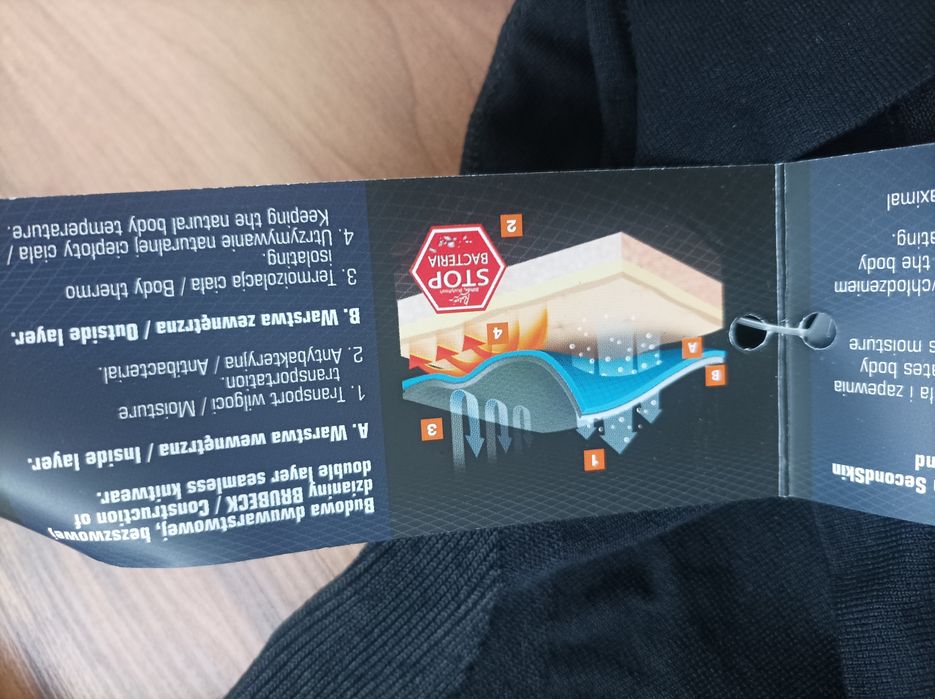 SecondSkin
nd
ła i zapewnia
ates body
s moisture
ychłodzeniem
the body
ating.
aximal
1
3
B
A
4
STOP
BACTERIA
2
Budowa dwuwarstwowej, bezszwowej
dzianiny BRUBECK / Construction of
double layer seamless knitwear.
A. Warstwa wewnętrzna / Inside layer.
1. Transport wilgoci / Moisture
transportation.
2. Antybakteryjna / Antibacterial.
B. Warstwa zewnętrzna / Outside layer.
3. Termoizolacja ciała / Body thermo
isolating.
4. Utrzymywanie naturalnej ciepłoty ciała /
Keeping the natural body temperature.